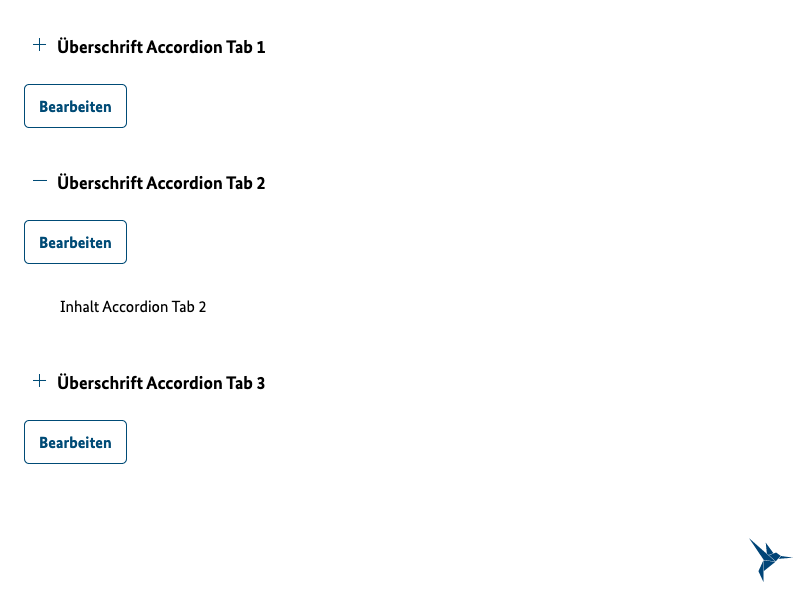 Überschrift Accordion Tab 1
Bearbeiten
Überschrift Accordion Tab 2
Bearbeiten
Inhalt Accordion Tab 2
Überschrift Accordion Tab 3
Bearbeiten